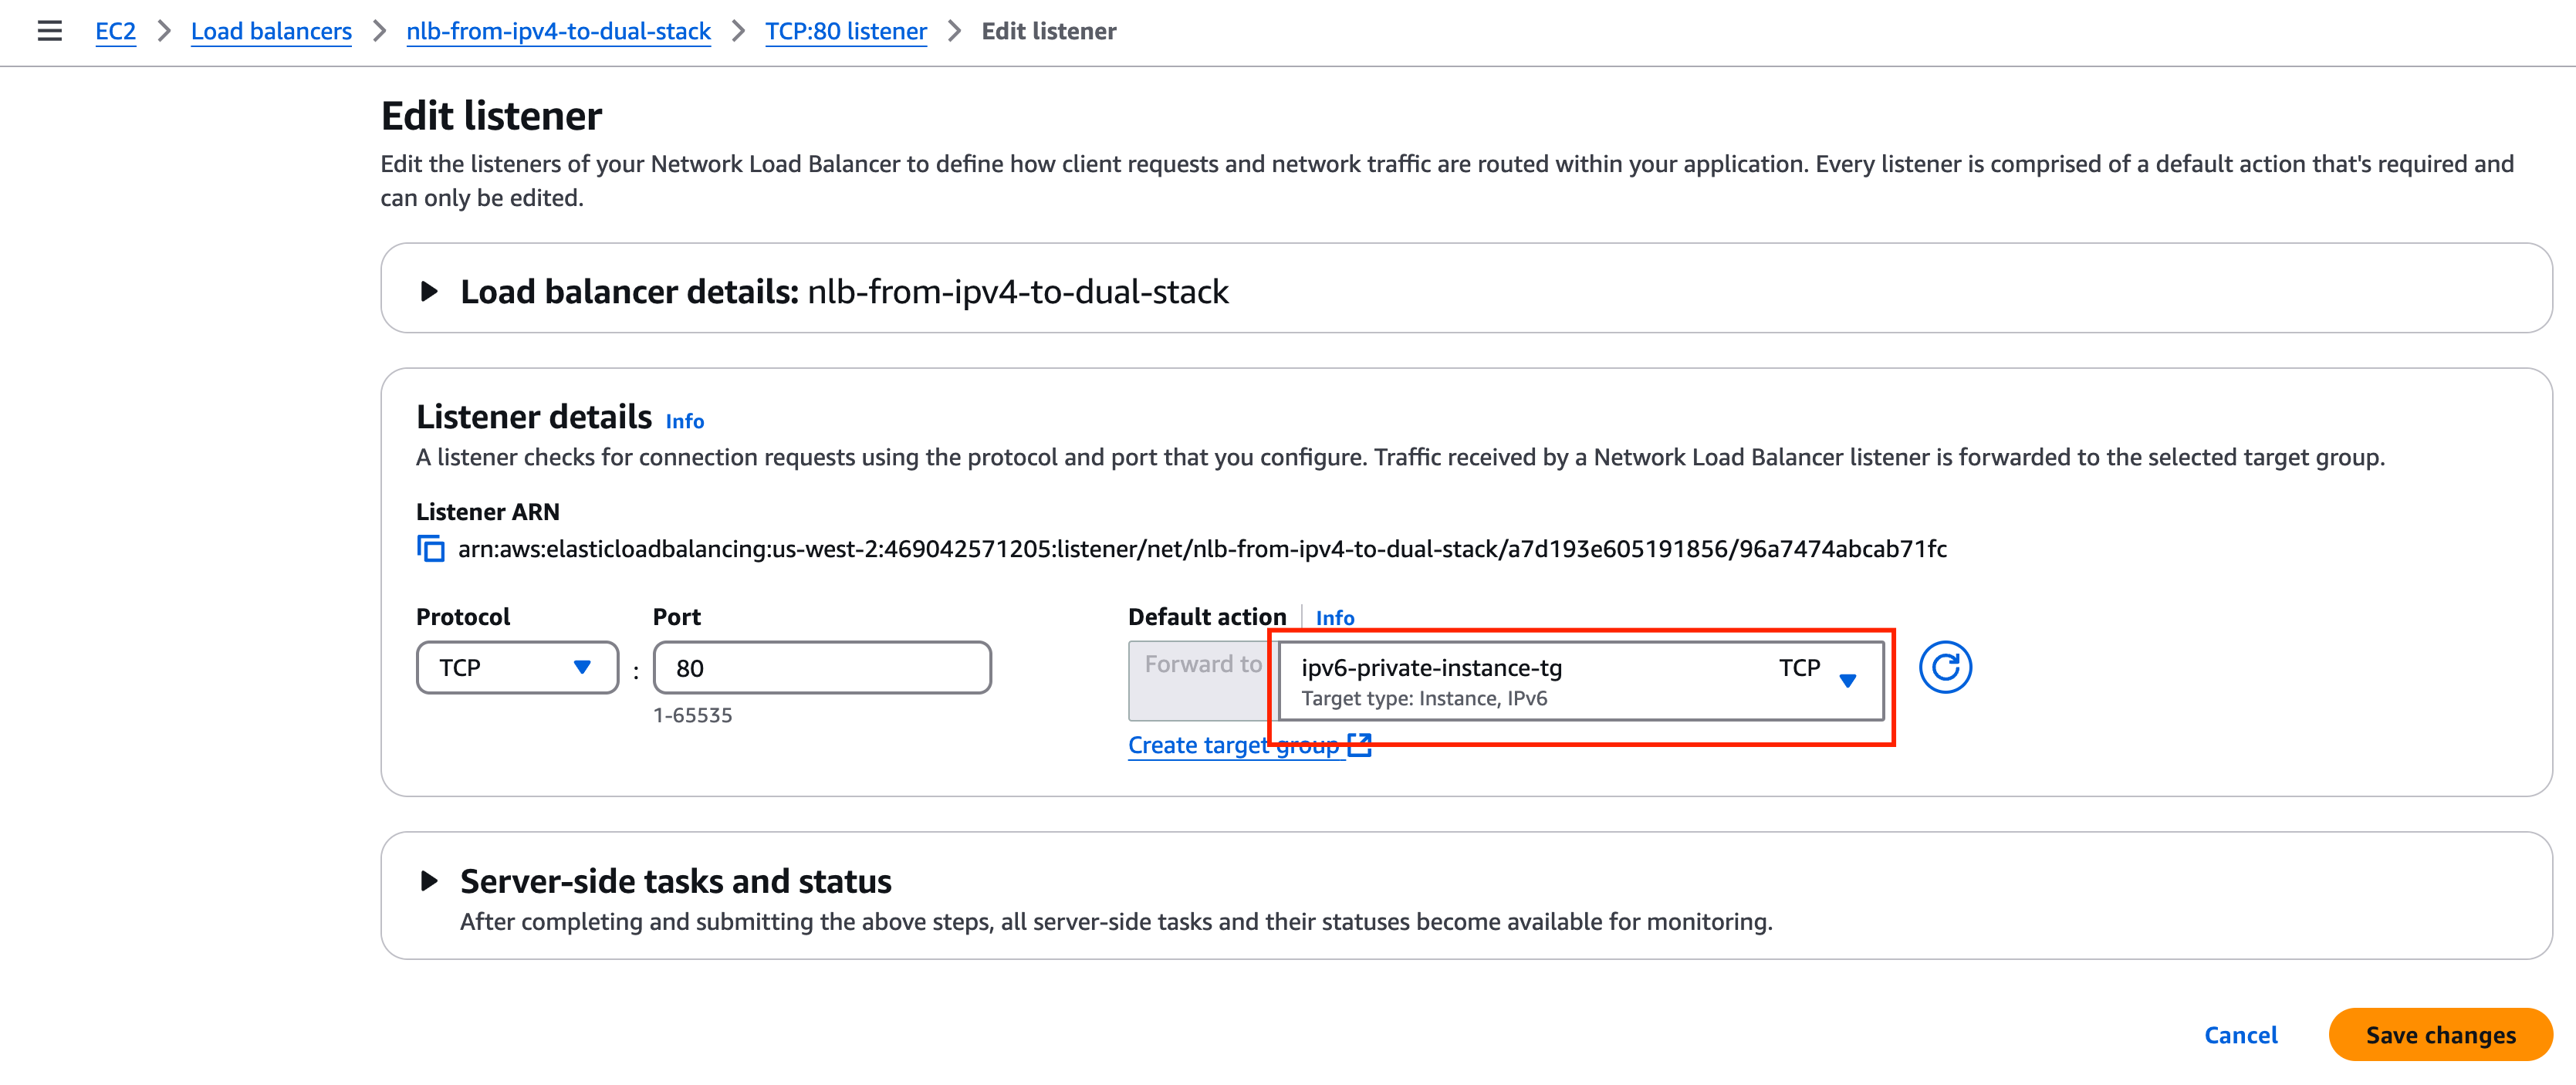 EC2 > Load balancers > nlb-from-ipv4-to-dual-stack > TCP:80 listener > Edit listener
Edit listener
Edit the listeners of your Network Load Balancer to define how client requests and network traffic are routed within your application. Every listener is comprised of a default action that's required and
can only be edited.
Load balancer details: nlb-from-ipv4-to-dual-stack
Listener details Info
A listener checks for connection requests using the protocol and port that you configure. Traffic received by a Network Load Balancer listener is forwarded to the selected target group.
Listener ARN
arn:aws:elasticloadbalancing:us-west-2:469042571205:listener/net/nlb-from-ipv4-to-dual-stack/a7d193e605191856/96a7474abcab71fc
Protocol Port Default action Info
TCP : 80 Forward to ipv6-private-instance-tg TCP
Target type: Instance, IPv6
1-65535
Create target group
Server-side tasks and status
After completing and submitting the above steps, all server-side tasks and their statuses become available for monitoring.
Cancel Save changes